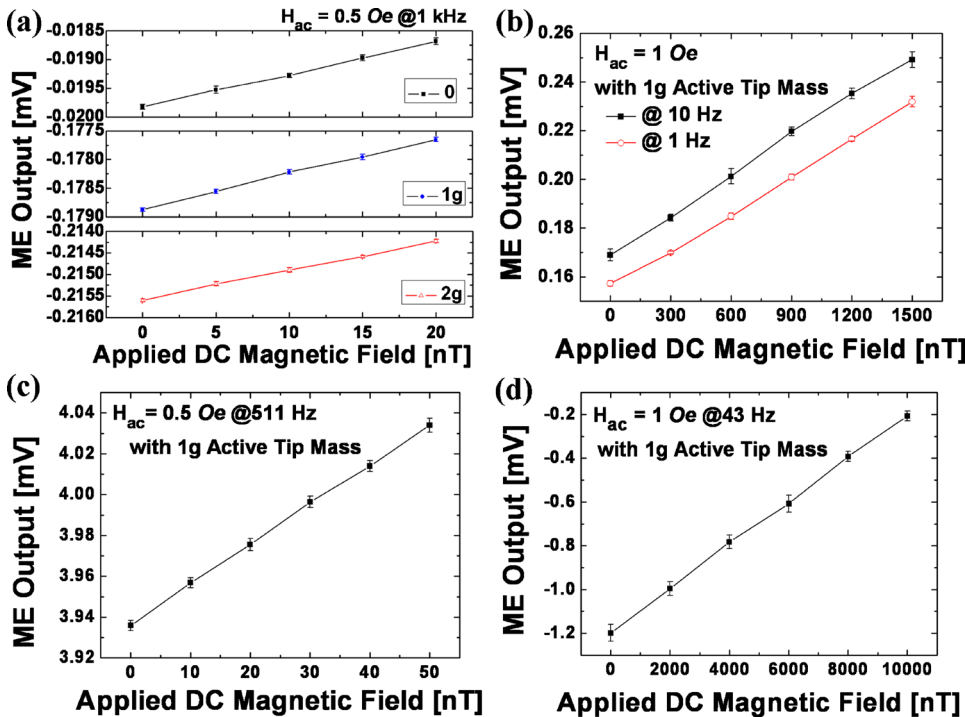 (a)
H_ac = 0.5 Oe @1 kHz
ME Output [mV]
-0.0185
-0.0190
-0.0195
-0.0200
0
-0.1775
-0.1780
-0.1785
-0.1790
1g
-0.2140
-0.2145
-0.2150
-0.2155
-0.2160
2g
0 5 10 15 20
Applied DC Magnetic Field [nT]
(b)
H_ac = 1 Oe
with 1g Active Tip Mass
@ 10 Hz
@ 1 Hz
ME Output [mV]
0.26
0.24
0.22
0.20
0.18
0.16
0 300 600 900 1200 1500
Applied DC Magnetic Field [nT]
(c)
H_ac = 0.5 Oe @511 Hz
with 1g Active Tip Mass
ME Output [mV]
4.04
4.02
4.00
3.98
3.96
3.94
3.92
0 10 20 30 40 50
Applied DC Magnetic Field [nT]
(d)
H_ac = 1 Oe @43 Hz
with 1g Active Tip Mass
ME Output [mV]
-0.2
-0.4
-0.6
-0.8
-1.0
-1.2
0 2000 4000 6000 8000 10000
Applied DC Magnetic Field [nT]